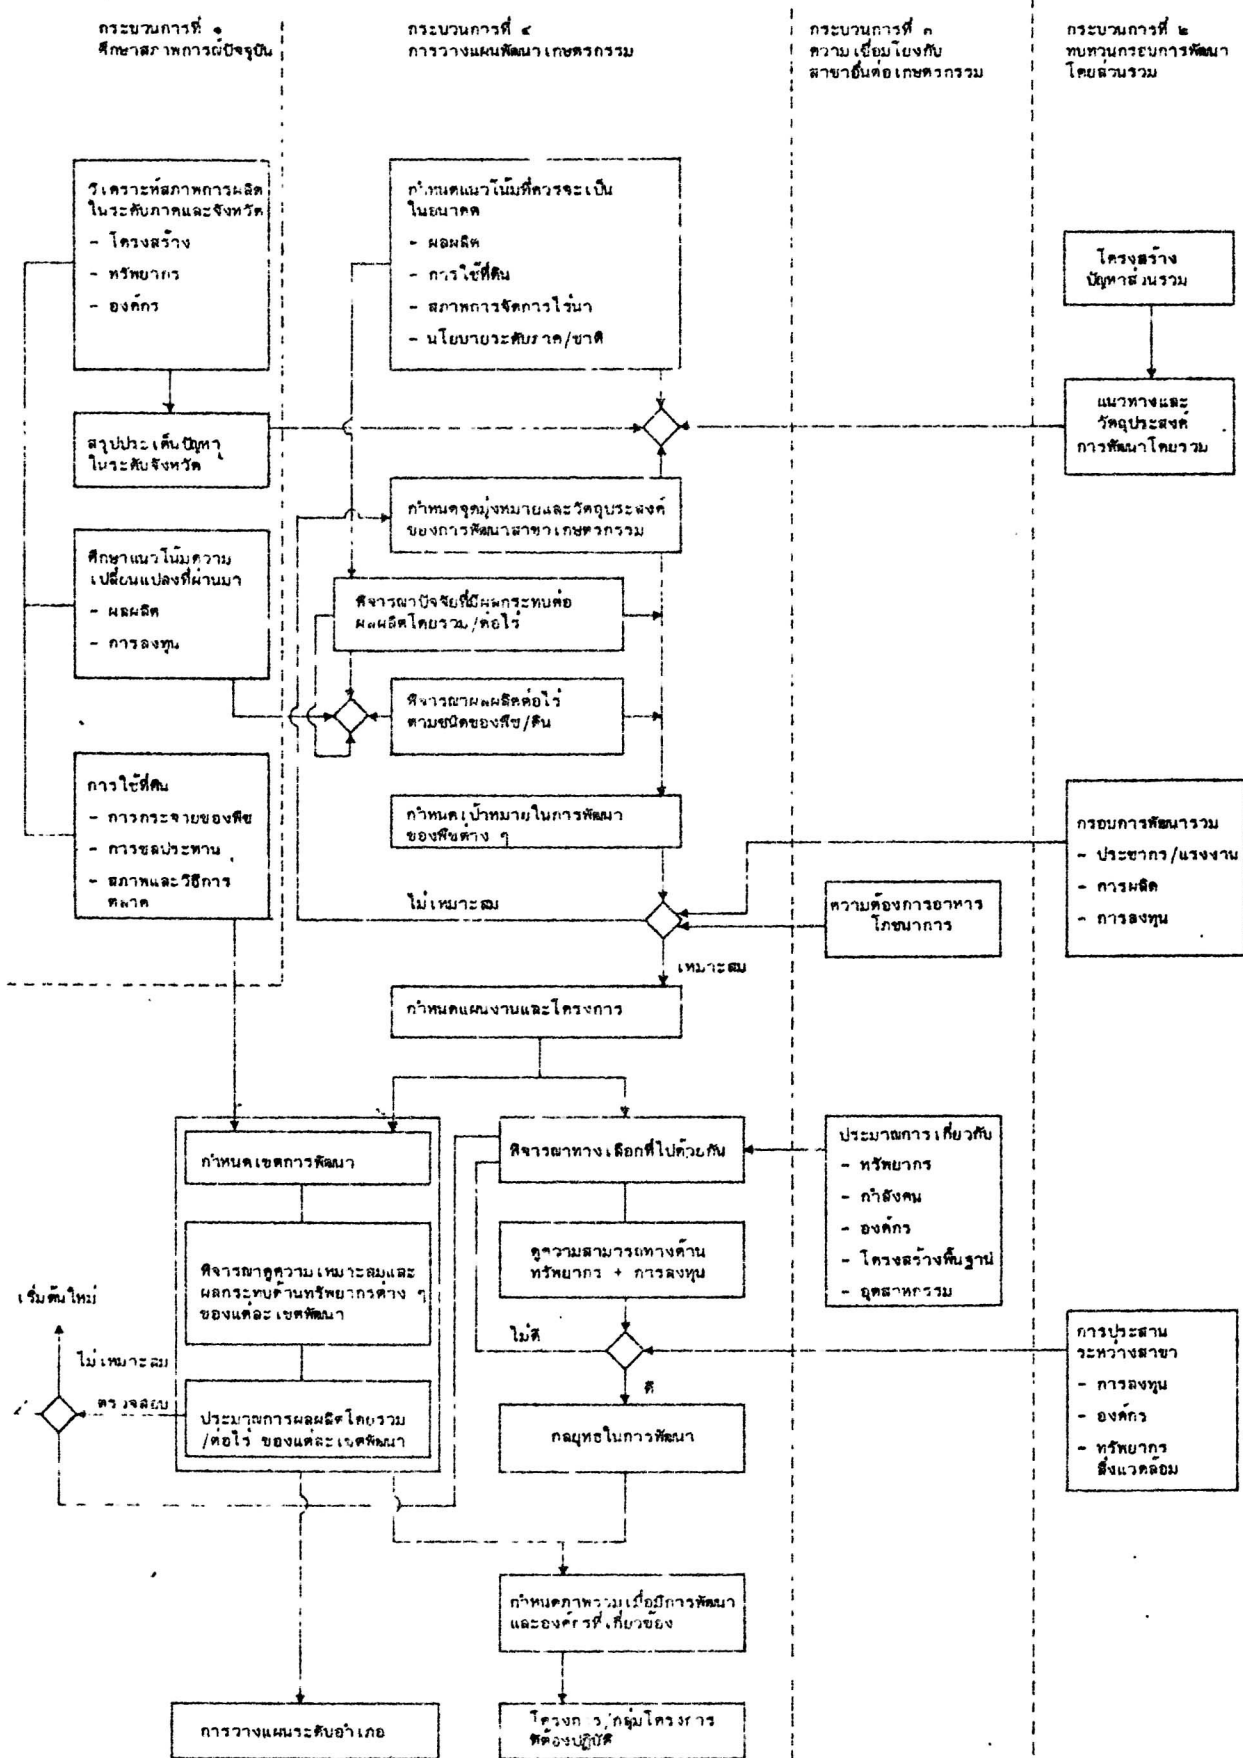 กระบวนการที่ ๑
ศึกษาสภาพการณ์ปัจจุบัน
กระบวนการที่ ๔
การวางแผนพัฒนาเกษตรกรรม
กระบวนการที่ ๓
ความเชื่อมโยงกับ
สาขาอื่นต่อเกษตรกรรม
กระบวนการที่ ๒
ทบทวนกรอบการพัฒนา
โดยส่วนรวม
วิเคราะห์สภาพการผลิต
ในระดับภาคและจังหวัด
- โครงสร้าง
- ทรัพยากร
- องค์กร
กำหนดแนวโน้มที่ควรจะเป็น
ในอนาคต
- ผลผลิต
- การใช้ที่ดิน
- สภาพการจัดการไร่นา
- นโยบายระดับภาค/ชาติ
โครงสร้าง
ปัญหาส่วนรวม
แนวทางและ
วัตถุประสงค์
การพัฒนาโดยรวม
สรุปประเด็นปัญหา
ในระดับจังหวัด
กำหนดจุดมุ่งหมายและวัตถุประสงค์
ของการพัฒนาสาขาเกษตรกรรม
ศึกษาแนวโน้มความ
เปลี่ยนแปลงที่ผ่านมา
- ผลผลิต
- การลงทุน
พิจารณาปัจจัยที่มีผลกระทบต่อ
ผลผลิตโดยรวม/ต่อไร่
พิจารณาผลผลิตต่อไร่
ตามชนิดของพืช/ดิน
การใช้ที่ดิน
- การกระจายของพืช
- การชลประทาน
- สภาพและวิธีการ
ตลาด
กำหนดเป้าหมายในการพัฒนา
ของพืชต่าง ๆ
กรอบการพัฒนารวม
- ประชากร/แรงงาน
- การผลิต
- การลงทุน
ไม่เหมาะสม
ความต้องการอาหาร
โภชนาการ
เหมาะสม
กำหนดแผนงานและโครงการ
กำหนดเขตการพัฒนา
พิจารณาทางเลือกที่ไปด้วยกัน
ประมาณการเกี่ยวกับ
- ทรัพยากร
- กำลังคน
- องค์กร
- โครงสร้างพื้นฐาน
- อุตสาหกรรม
พิจารณาดูความเหมาะสมและ
ผลกระทบด้านทรัพยากรต่าง ๆ
ของแต่ละเขตพัฒนา
ดูความสามารถทางด้าน
ทรัพยากร + การลงทุน
เริ่มต้นใหม่
ไม่เหมาะสม
ไม่ดี
การประสาน
ระหว่างสาขา
- การลงทุน
- องค์กร
- ทรัพยากร
สิ่งแวดล้อม
ดี
ตรวจสอบ
ประมาณการผลผลิตโดยรวม
/ต่อไร่ ของแต่ละเขตพัฒนา
กลยุทธในการพัฒนา
กำหนดภาพรวมเมื่อมีการพัฒนา
และองค์กรที่เกี่ยวข้อง
การวางแผนระดับอำเภอ
โครงการ/กลุ่มโครงการ
ที่ต้องปฏิบัติ